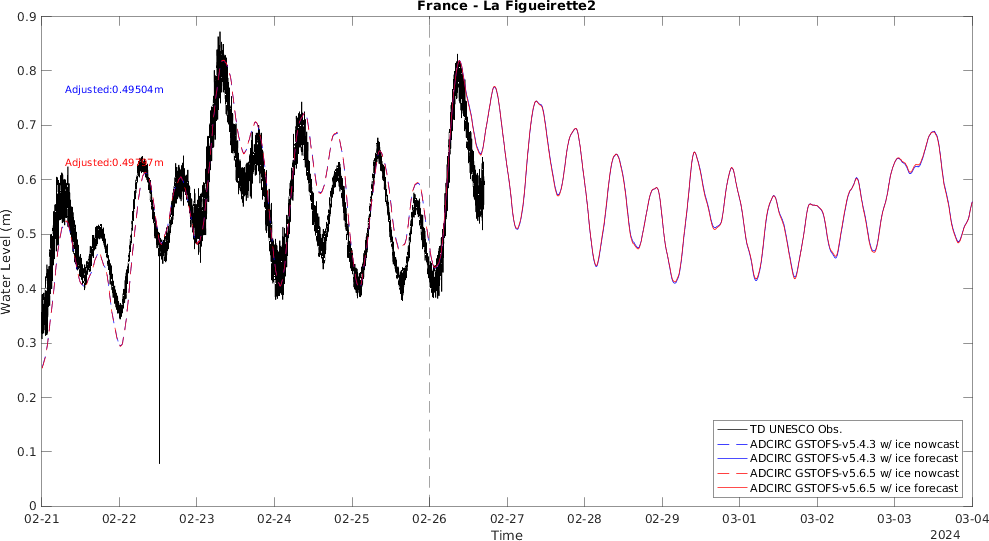 France - La Figueirette2
0.9
0.8
0.7
0.6
0.5
0.4
0.3
0.2
0.1
0
Water Level (m)
Adjusted:0.49504m
TD UNESCO Obs.
ADCIRC GSTOFS-v5.4.3 w/ ice nowcast
ADCIRC GSTOFS-v5.4.3 w/ ice forecast
ADCIRC GSTOFS-v5.6.5 w/ ice nowcast
ADCIRC GSTOFS-v5.6.5 w/ ice forecast
02-21 02-22 02-23 02-24 02-25 02-26 02-27 02-28 02-29 03-01 03-02 03-03 03-04
Time
2024